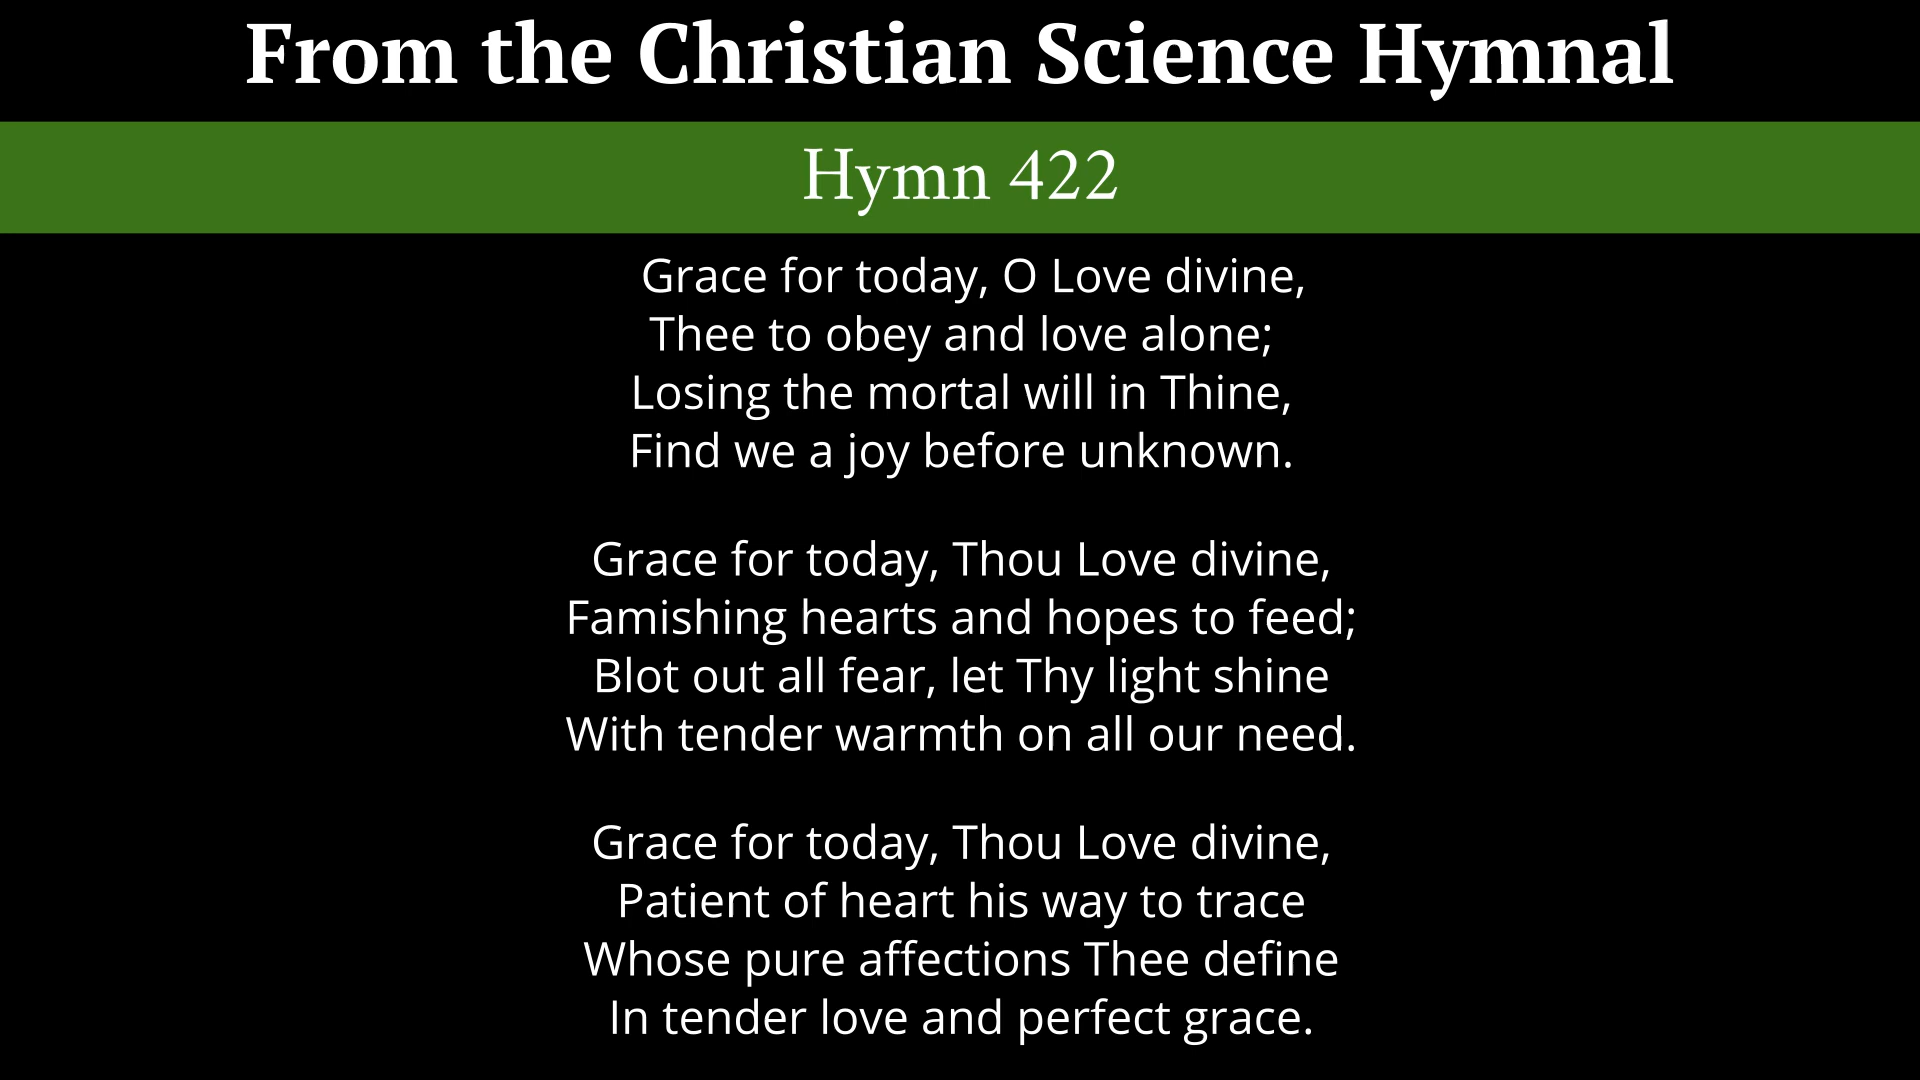 From the Christian Science Hymnal
Hymn 422
Grace for today, O Love divine,
Thee to obey and love alone;
Losing the mortal will in Thine,
Find we a joy before unknown.
Grace for today, Thou Love divine,
Famishing hearts and hopes to feed;
Blot out all fear, let Thy light shine
With tender warmth on all our need.
Grace for today, Thou Love divine,
Patient of heart his way to trace
Whose pure affections Thee define
In tender love and perfect grace.